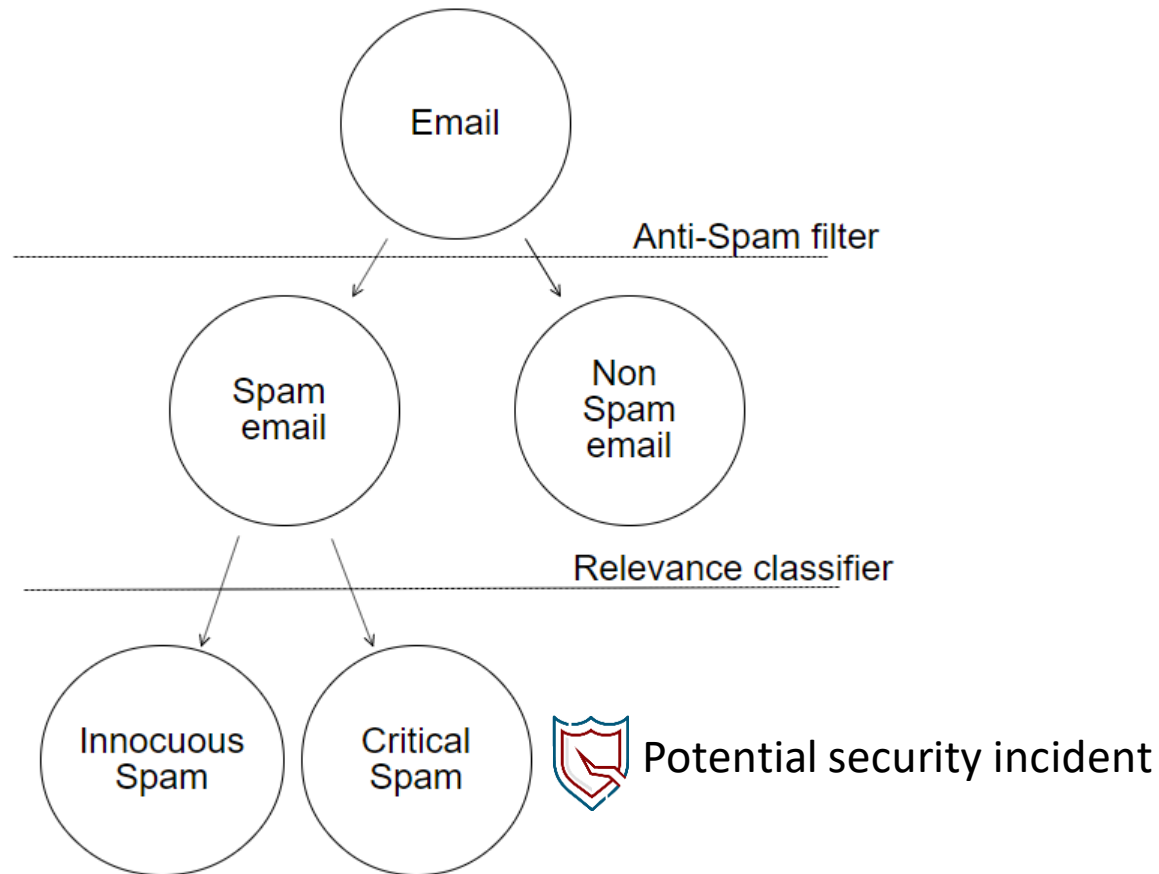 Email
Anti-Spam filter
Spam
email
Non
Spam
email
Relevance classifier
Innocuous
Spam
Critical
Spam
Potential security incident